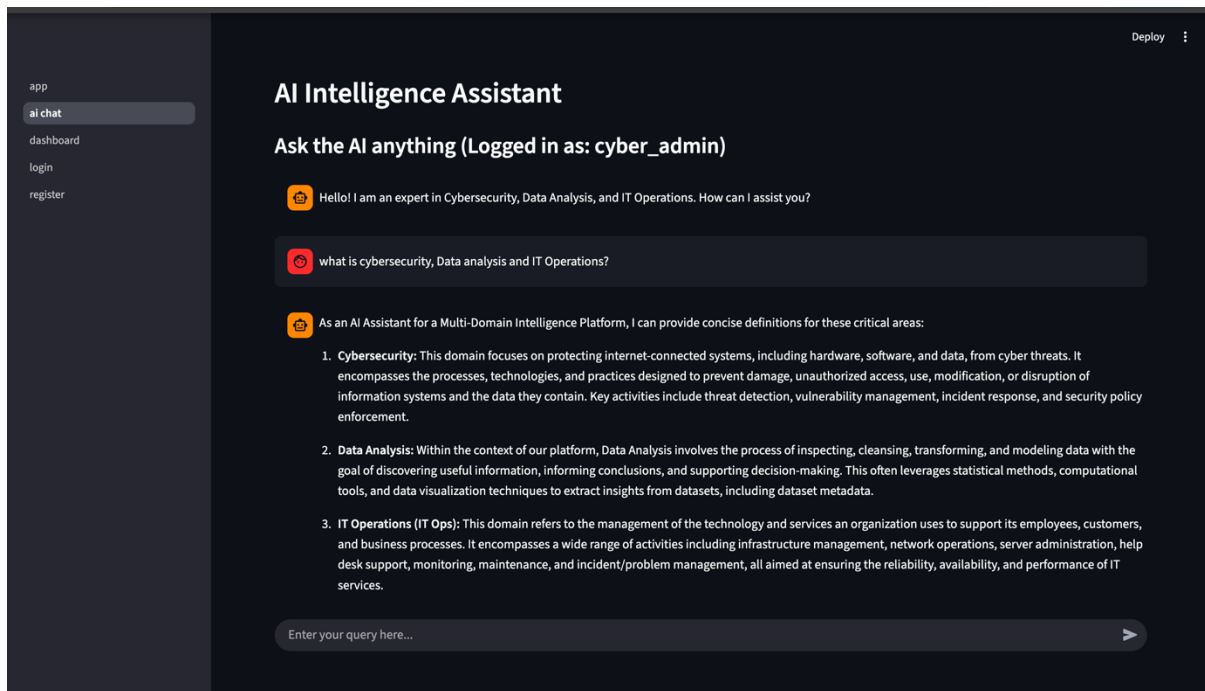 Deploy
app
ai chat
dashboard
login
register
AI Intelligence Assistant
Ask the AI anything (Logged in as: cyber_admin)
Hello! I am an expert in Cybersecurity, Data Analysis, and IT Operations. How can I assist you?
what is cybersecurity, Data analysis and IT Operations?
As an AI Assistant for a Multi-Domain Intelligence Platform, I can provide concise definitions for these critical areas:
1. Cybersecurity: This domain focuses on protecting internet-connected systems, including hardware, software, and data, from cyber threats. It
encompasses the processes, technologies, and practices designed to prevent damage, unauthorized access, use, modification, or disruption of
information systems and the data they contain. Key activities include threat detection, vulnerability management, incident response, and security policy
enforcement.
2. Data Analysis: Within the context of our platform, Data Analysis involves the process of inspecting, cleansing, transforming, and modeling data with the
goal of discovering useful information, informing conclusions, and supporting decision-making. This often leverages statistical methods, computational
tools, and data visualization techniques to extract insights from datasets, including dataset metadata.
3. IT Operations (IT Ops): This domain refers to the management of the technology and services an organization uses to support its employees, customers,
and business processes. It encompasses a wide range of activities including infrastructure management, network operations, server administration, help
desk support, monitoring, maintenance, and incident/problem management, all aimed at ensuring the reliability, availability, and performance of IT
services.
Enter your query here...